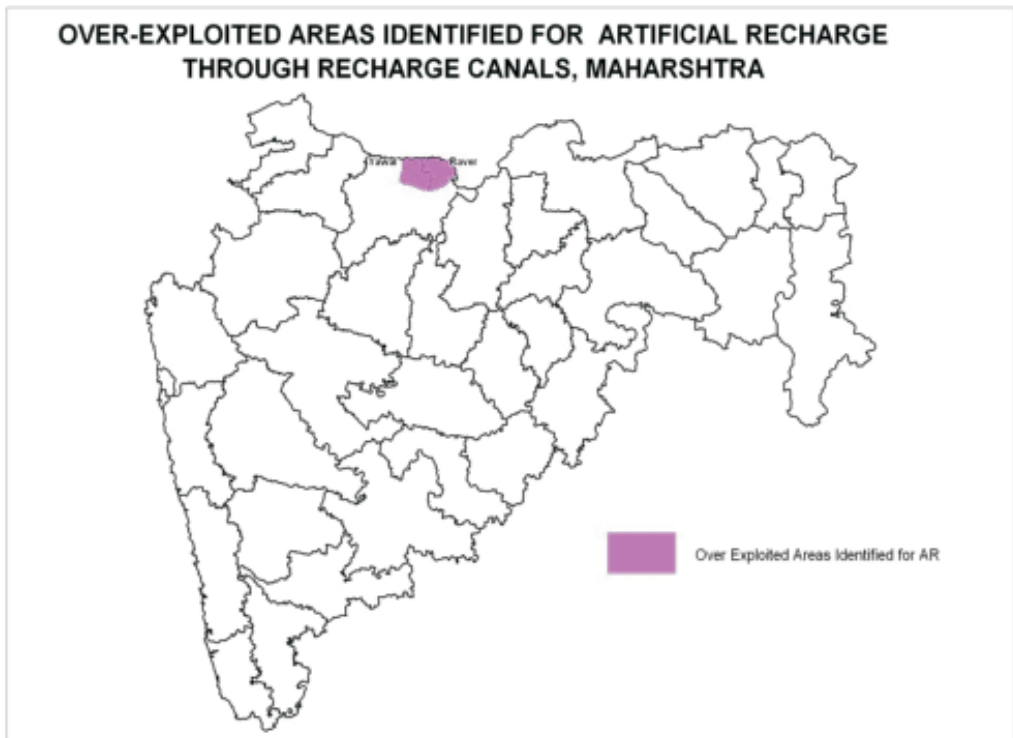 OVER-EXPLOITED AREAS IDENTIFIED FOR ARTIFICIAL RECHARGE
THROUGH RECHARGE CANALS, MAHARSHTRA
Yawal Raver
Over Exploited Areas Identified for AR